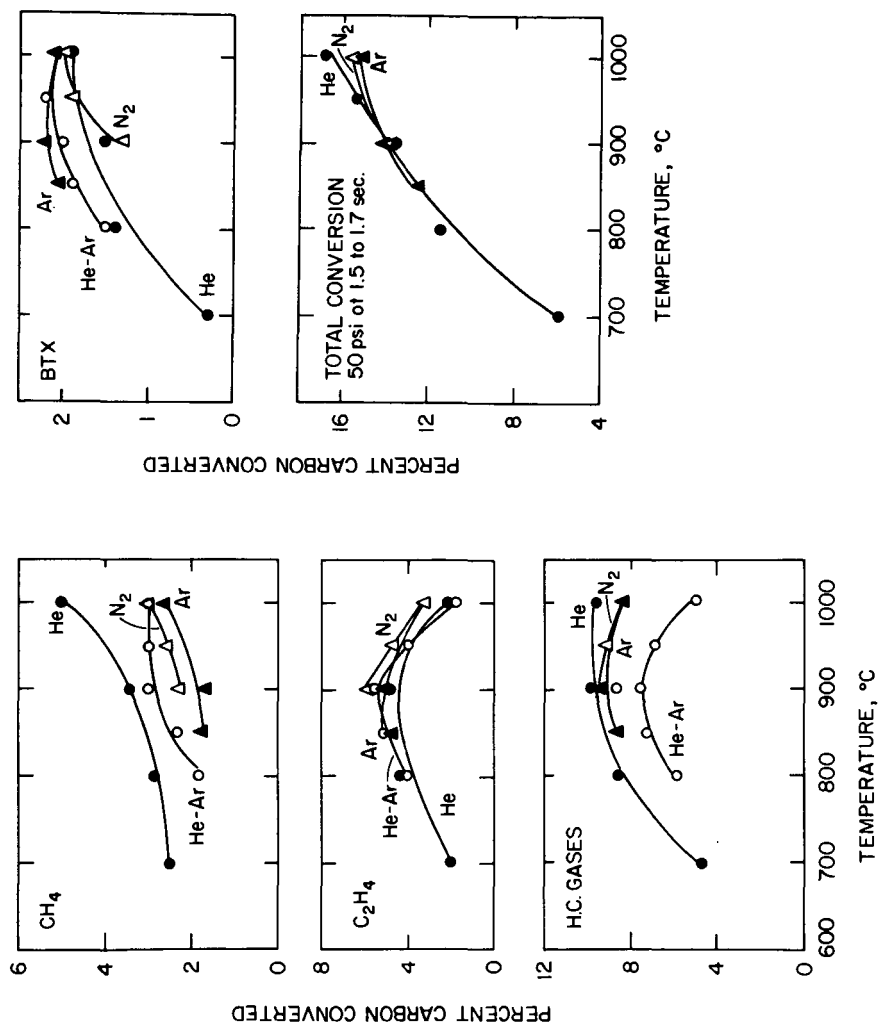 PERCENT CARBON CONVERTED
CH4
6
4
2
0
He
N2
Ar
He-Ar
C2H4
8
4
0
N2
Ar
He-Ar
He
H.C. GASES
12
8
4
0
He
N2
Ar
He-Ar
600 700 800 900 1000
TEMPERATURE, °C
PERCENT CARBON CONVERTED
BTX
2
1
0
Ar
N2
He-Ar
He
TOTAL CONVERSION
50 psi at 1.5 to 1.7 sec.
16
12
8
4
He
N2
Ar
700 800 900 1000
TEMPERATURE, °C